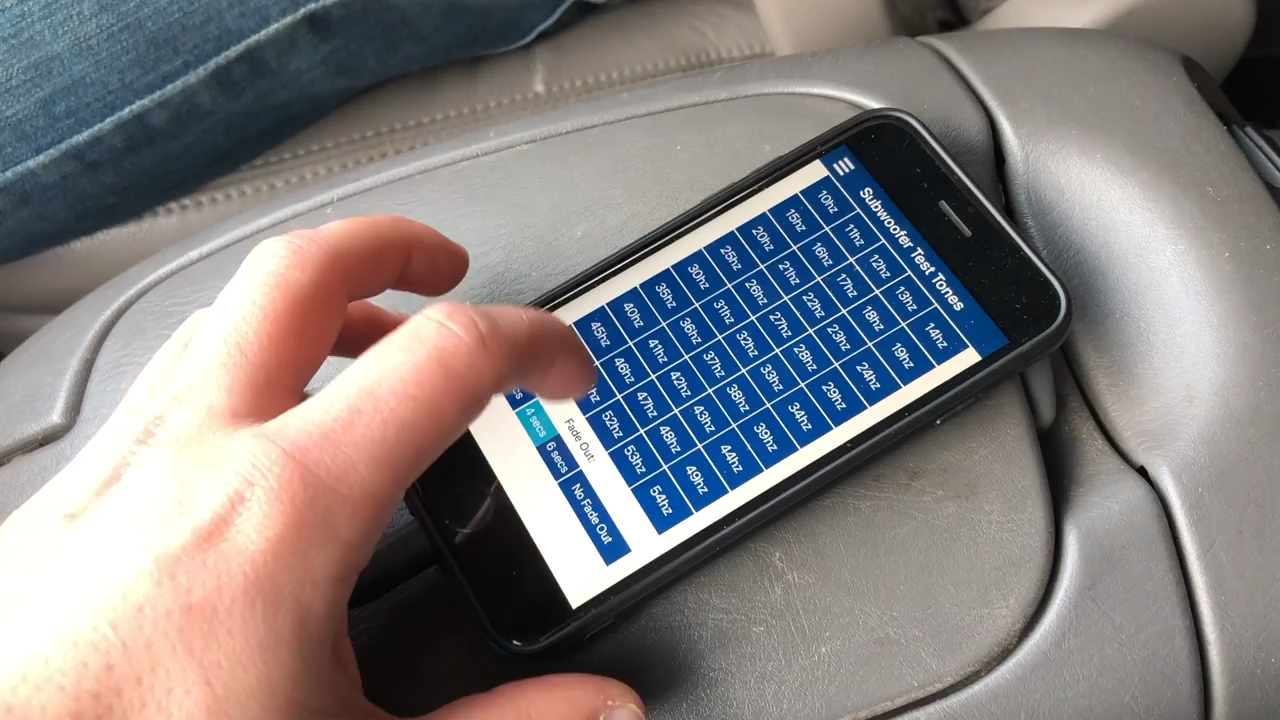 Subwoofer Test Tones
10hz 11hz 12hz 13hz 14hz
15hz 16hz 17hz 18hz 19hz
20hz 21hz 22hz 23hz 24hz
25hz 26hz 27hz 28hz 29hz
30hz 31hz 32hz 33hz 34hz
35hz 36hz 37hz 38hz 39hz
40hz 41hz 42hz 43hz 44hz
45hz 46hz 47hz 48hz 49hz
52hz 53hz 54hz
Fade Out:
4 secs 6 secs
No Fade Out